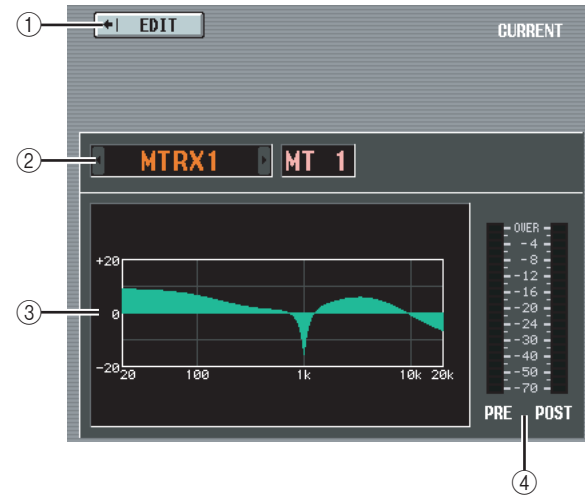 ① EDIT CURRENT
② MTRX1 MT 1
+20
③ 0
-20
20 100 1k 10k 20k
OVER
-4
-8
-12
-16
-20
-24
-30
-40
-50
-70
PRE POST
④